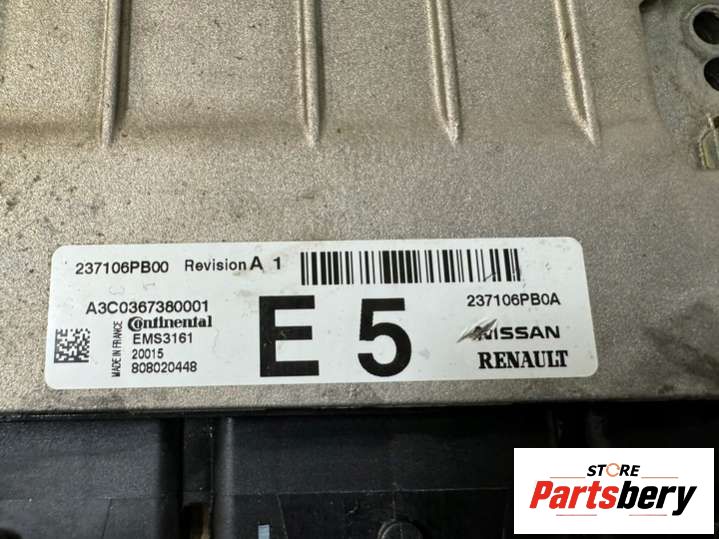 237106PB00 Revision A 1
A3C0367380001
MADE IN FRANCE
Continental
EMS3161
20015
808020448
E 5
237106PB0A
NISSAN
RENAULT
STORE
Partsbery